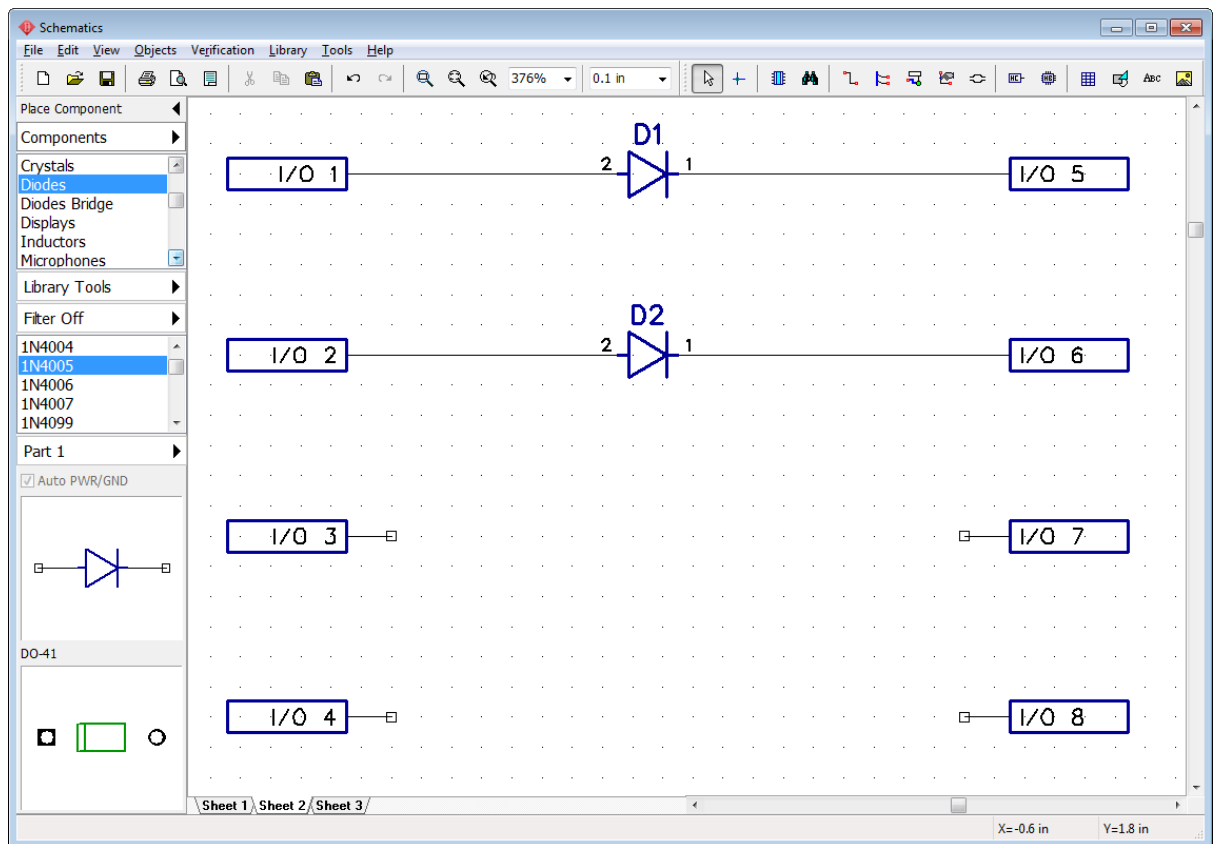 Schematics
File Edit View Objects Verification Library Tools Help
376% 0.1 in ABC
Place Component
Components
Crystals
Diodes
Diodes Bridge
Displays
Inductors
Microphones
Library Tools
Filter Off
1N4004
1N4005
1N4006
1N4007
1N4099
Part 1
Auto PWR/GND
DO-41
D1
I/O 1 2 1 I/O 5
D2
I/O 2 2 1 I/O 6
I/O 3 I/O 7
I/O 4 I/O 8
Sheet 1 Sheet 2 Sheet 3
X=-0.6 in Y=1.8 in